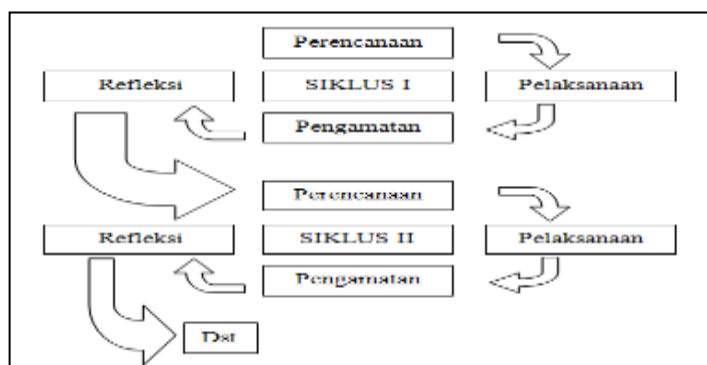 Perencanaan
Refleksi
SIKLUS I
Pelaksanaan
Pengamatan
Perencanaan
Refleksi
SIKLUS II
Pelaksanaan
Pengamatan
Dst